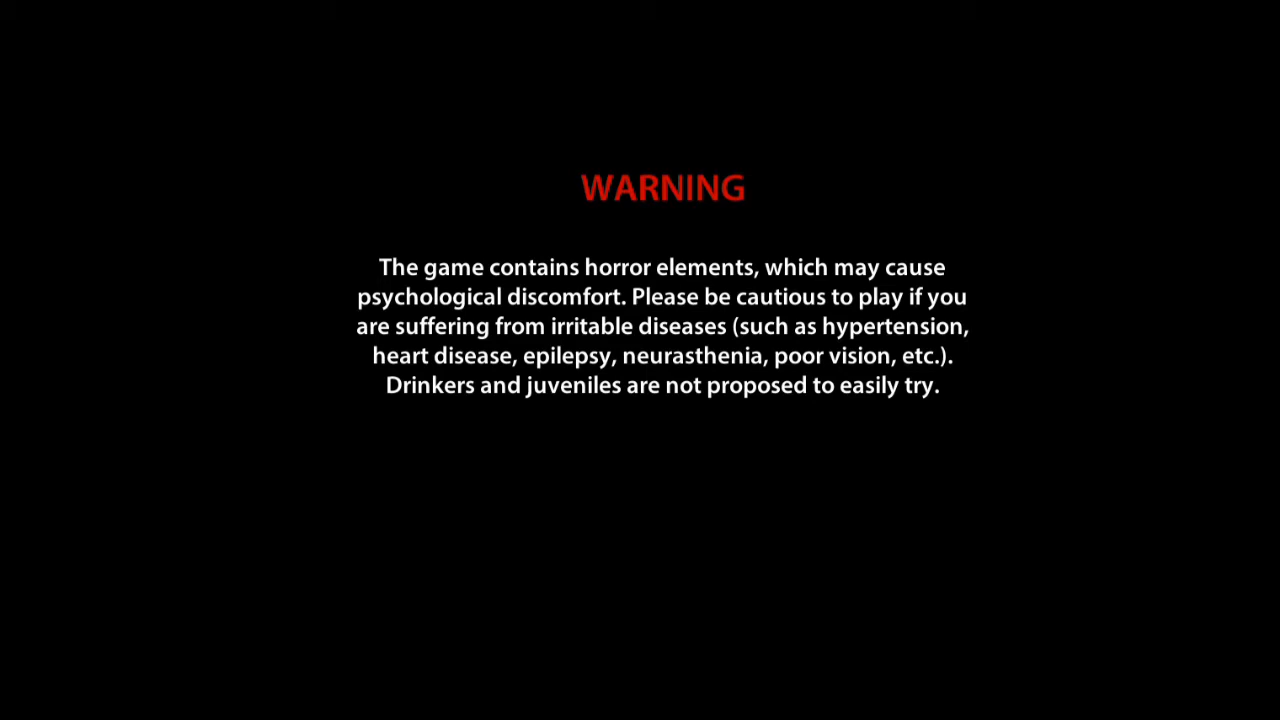 WARNING
The game contains horror elements, which may cause
psychological discomfort. Please be cautious to play if you
are suffering from irritable diseases (such as hypertension,
heart disease, epilepsy, neurasthenia, poor vision, etc.).
Drinkers and juveniles are not proposed to easily try.